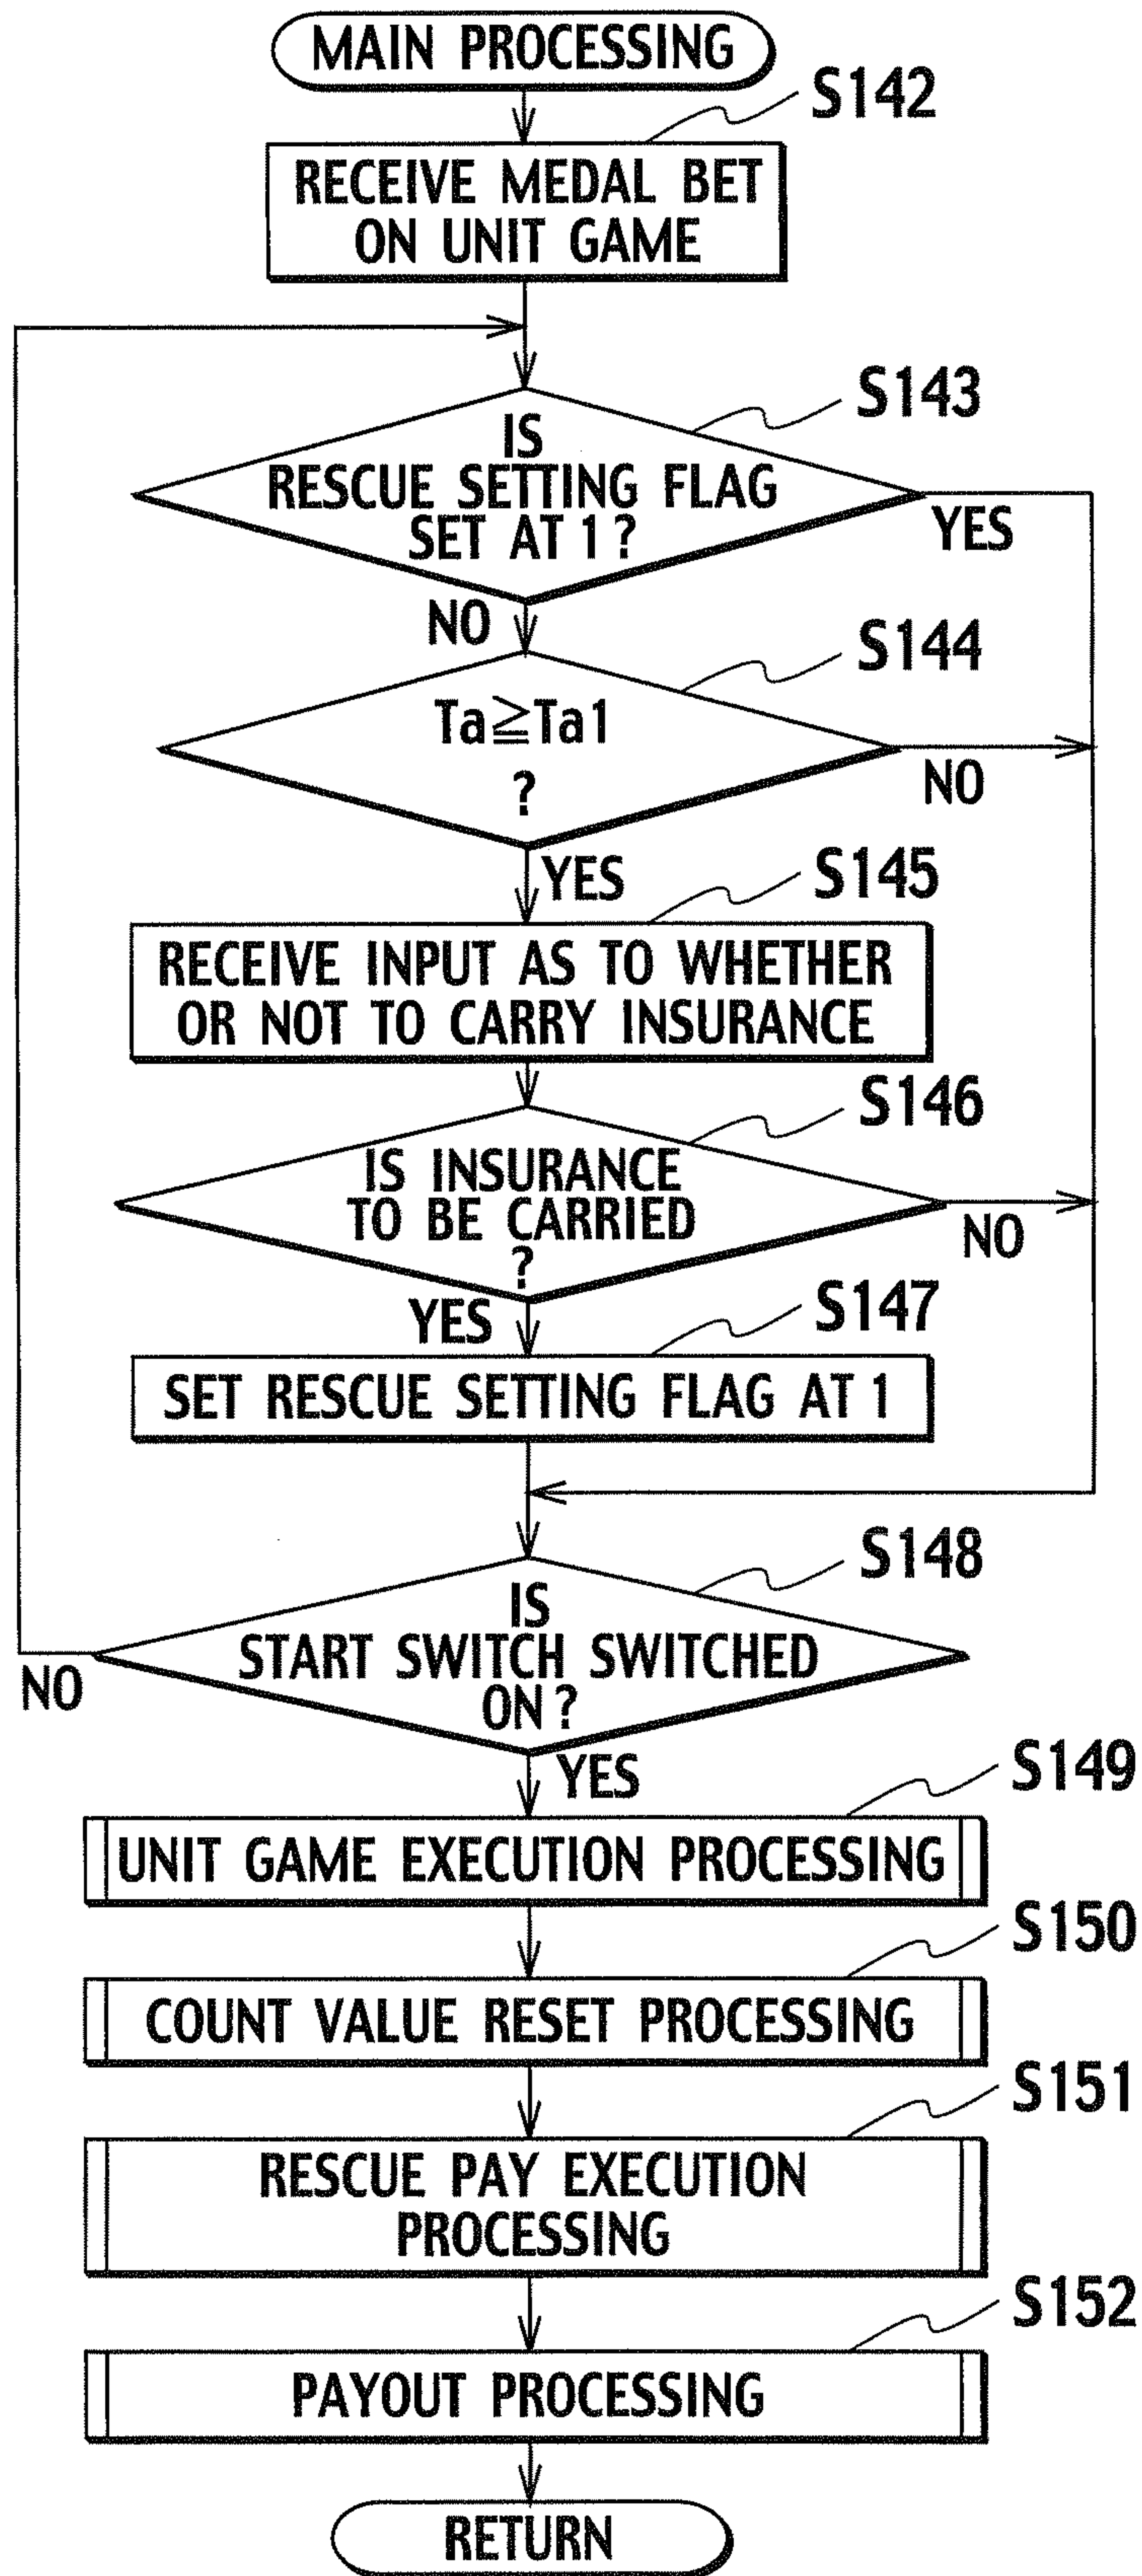 MAIN PROCESSING
S142
RECEIVE MEDAL BET
ON UNIT GAME
S143
IS
RESCUE SETTING FLAG
SET AT 1?
YES
NO
S144
Ta≧Ta1
?
NO
YES
S145
RECEIVE INPUT AS TO WHETHER
OR NOT TO CARRY INSURANCE
S146
IS INSURANCE
TO BE CARRIED
?
NO
YES
S147
SET RESCUE SETTING FLAG AT 1
S148
IS
START SWITCH SWITCHED
ON?
NO
YES
S149
UNIT GAME EXECUTION PROCESSING
S150
COUNT VALUE RESET PROCESSING
S151
RESCUE PAY EXECUTION
PROCESSING
S152
PAYOUT PROCESSING
RETURN